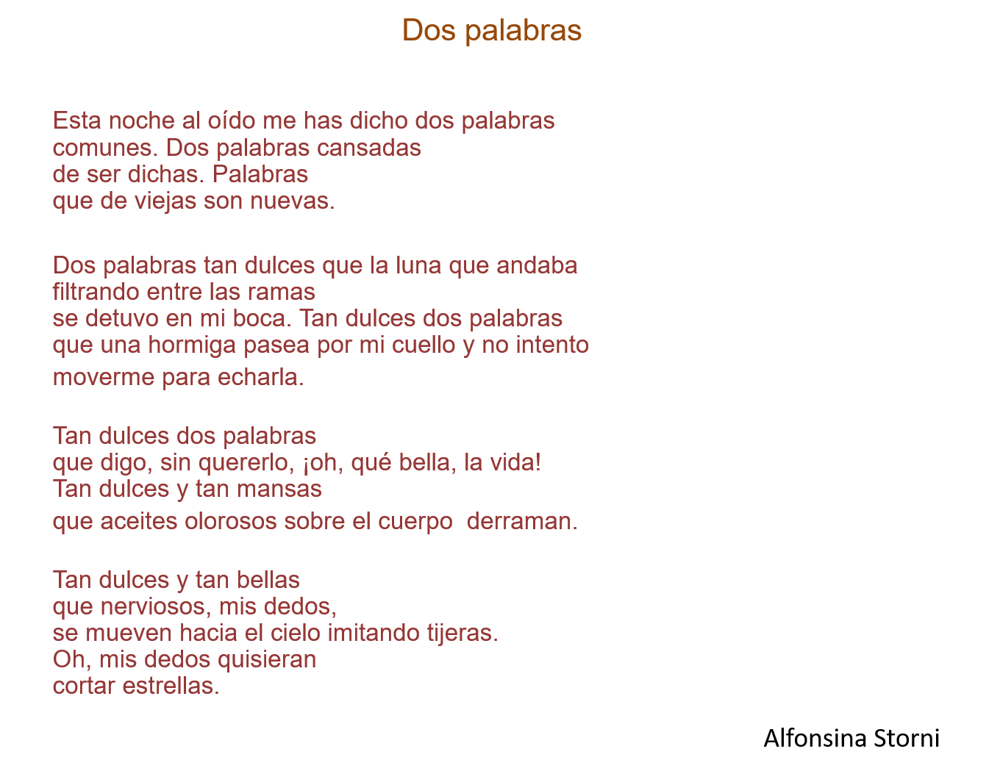 Dos palabras
Esta noche al oído me has dicho dos palabras
comunes. Dos palabras cansadas
de ser dichas. Palabras
que de viejas son nuevas.
Dos palabras tan dulces que la luna que andaba
filtrando entre las ramas
se detuvo en mi boca. Tan dulces dos palabras
que una hormiga pasea por mi cuello y no intento
moverme para echarla.
Tan dulces dos palabras
que digo, sin quererlo, ¡oh, qué bella, la vida!
Tan dulces y tan mansas
que aceites olorosos sobre el cuerpo  derraman.
Tan dulces y tan bellas
que nerviosos, mis dedos,
se mueven hacia el cielo imitando tijeras.
Oh, mis dedos quisieran
cortar estrellas.
Alfonsina Storni